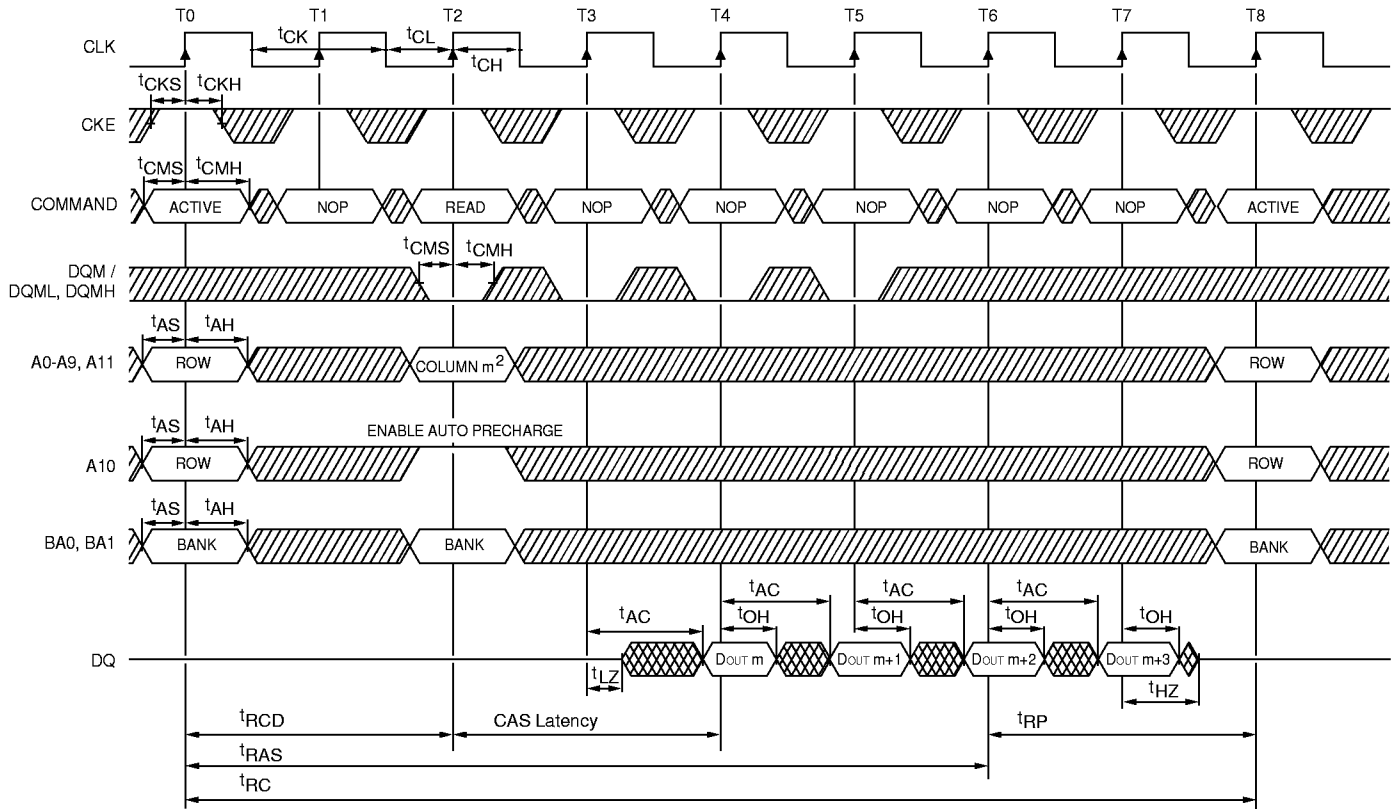 T0 T1 T2 T3 T4 T5 T6 T7 T8
CLK
tCK tCL tCH
tCKS tCKH
CKE
tCMS tCMH
COMMAND ACTIVE NOP READ NOP NOP NOP NOP NOP ACTIVE
tCMS tCMH
DQM /
DQML, DQMH
tAS tAH
A0-A9, A11 ROW COLUMN m2 ROW
tAS tAH ENABLE AUTO PRECHARGE
A10 ROW ROW
tAS tAH
BA0, BA1 BANK BANK BANK
tAC tAC tAC tAC
tOH tOH tOH tOH
DQ DOUT m DOUT m+1 DOUT m+2 DOUT m+3
tLZ tHZ
tRCD CAS Latency tRP
tRAS
tRC